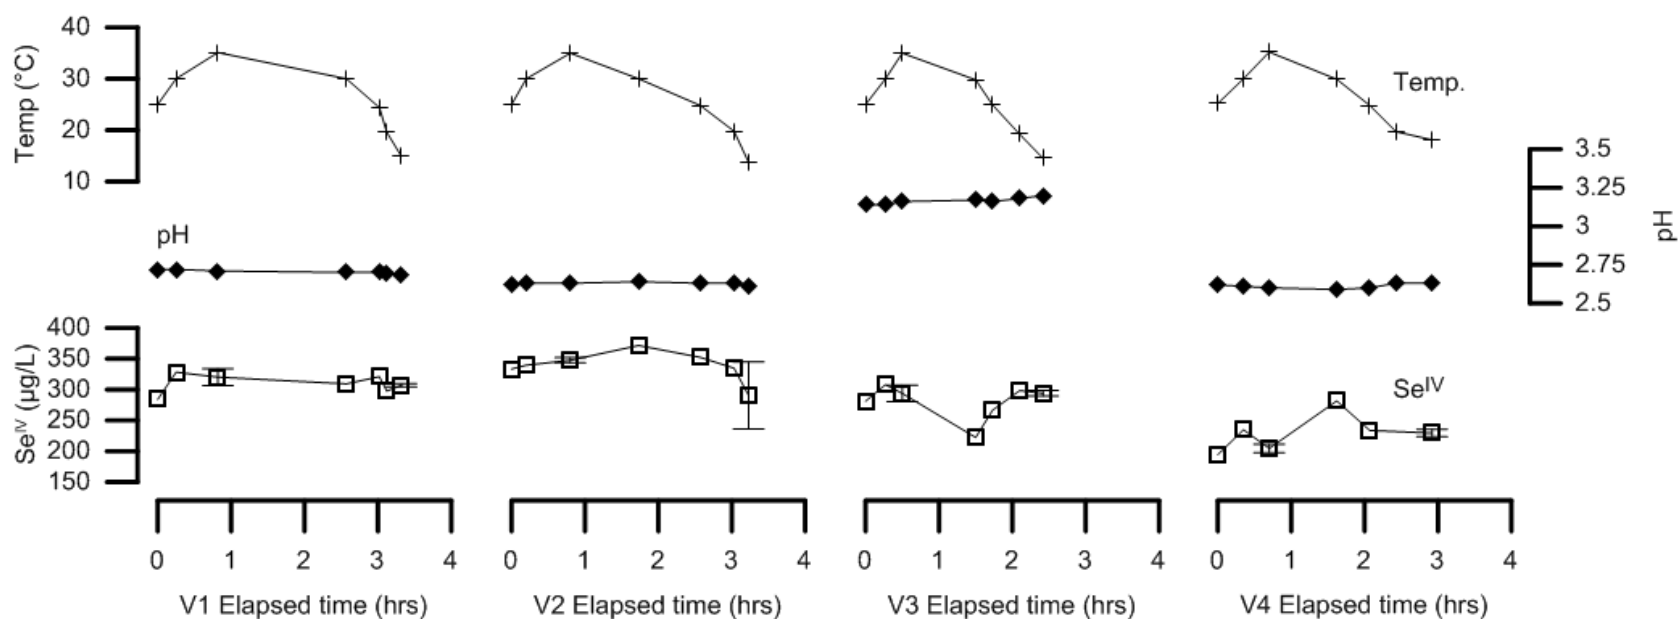 40
30
20
10
Temp (°C)
Temp.
3.5
3.25
3
2.75
2.5
pH
pH
400
350
300
250
200
150
Se^IV (µg/L)
Se^IV
0 1 2 3 4
V1 Elapsed time (hrs)
0 1 2 3 4
V2 Elapsed time (hrs)
0 1 2 3 4
V3 Elapsed time (hrs)
0 1 2 3 4
V4 Elapsed time (hrs)